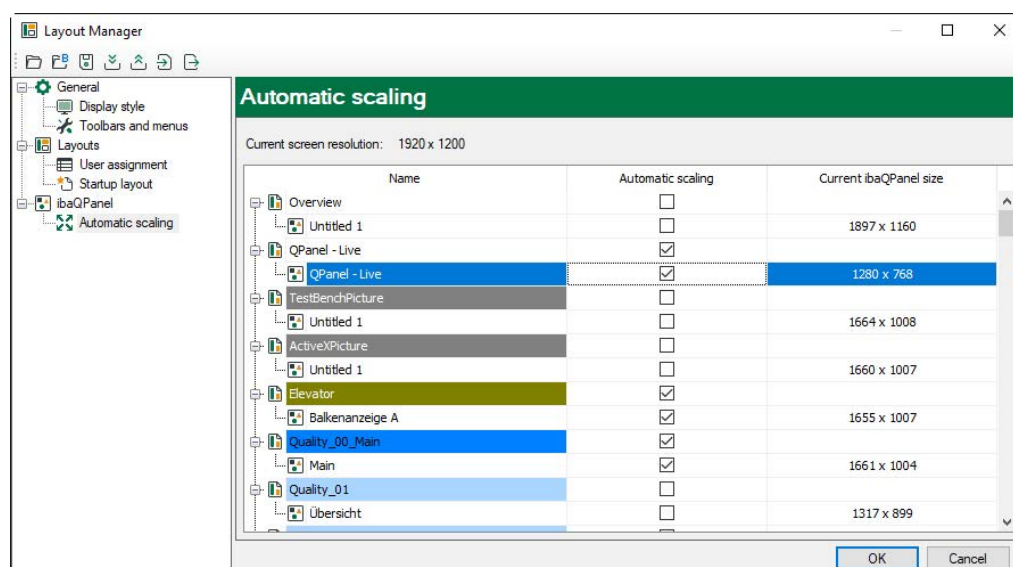 Layout Manager
General
Display style
Toolbars and menus
Layouts
User assignment
Startup layout
ibaQPanel
Automatic scaling
Automatic scaling
Current screen resolution: 1920 x 1200
Name Automatic scaling Current ibaQPanel size
Overview
Untitled 1 1897 x 1160
QPanel - Live
QPanel - Live 1280 x 768
TestBenchPicture
Untitled 1 1664 x 1008
ActiveXPicture
Untitled 1 1660 x 1007
Elevator
Balkenanzeige A 1655 x 1007
Quality_00_Main
Main 1661 x 1004
Quality_01
Übersicht 1317 x 899
OK Cancel